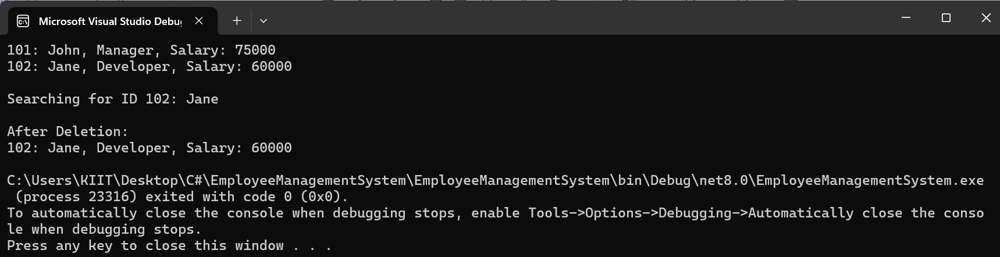 Microsoft Visual Studio Debug
101: John, Manager, Salary: 75000
102: Jane, Developer, Salary: 60000
Searching for ID 102: Jane
After Deletion:
102: Jane, Developer, Salary: 60000
C:\Users\KIIT\Desktop\C#\EmployeeManagementSystem\EmployeeManagementSystem\bin\Debug\net8.0\EmployeeManagementSystem.exe
(process 23316) exited with code 0 (0x0).
To automatically close the console when debugging stops, enable Tools->Options->Debugging->Automatically close the conso
le when debugging stops.
Press any key to close this window . . .